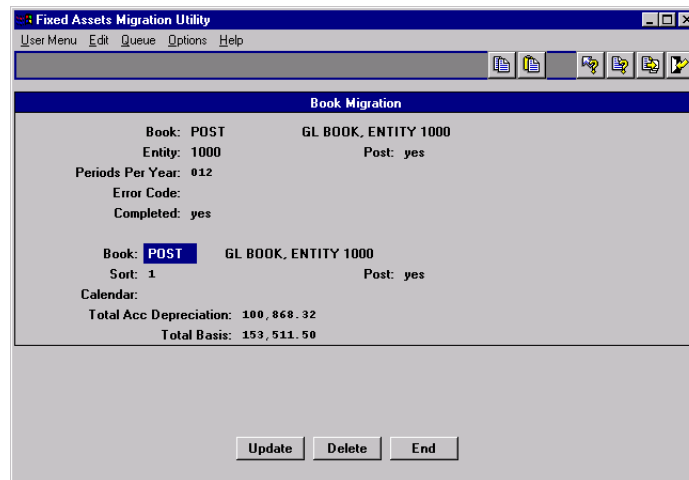 Fixed Assets Migration Utility
User Menu Edit Queue Options Help
Book Migration
Book: POST GL BOOK, ENTITY 1000
Entity: 1000 Post: yes
Periods Per Year: 012
Error Code:
Completed: yes
Book: POST GL BOOK, ENTITY 1000
Sort: 1 Post: yes
Calendar:
Total Acc Depreciation: 100,868.32
Total Basis: 153,511.50
Update Delete End